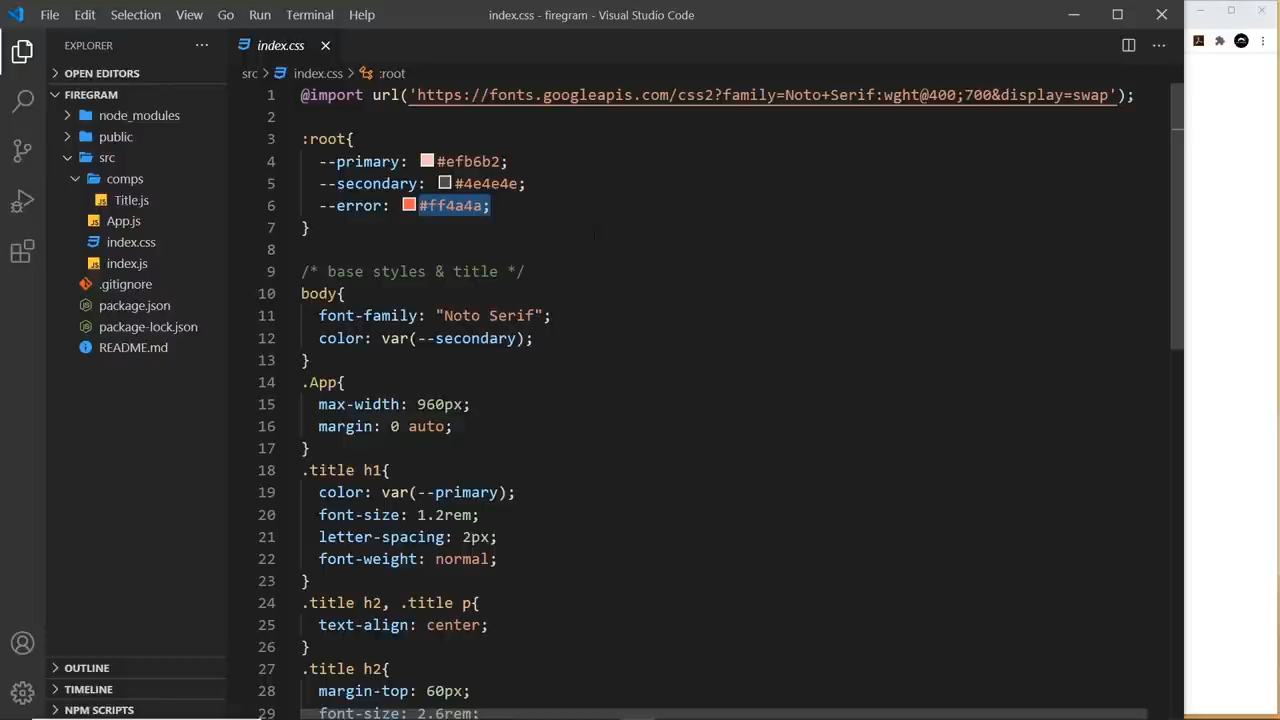 File Edit Selection View Go Run Terminal Help index.css - firegram - Visual Studio Code
EXPLORER
index.css
OPEN EDITORS
src > index.css > :root
FIREGRAM
node_modules
public
src
comps
Title.js
App.js
index.css
index.js
.gitignore
package.json
package-lock.json
README.md
OUTLINE
TIMELINE
NPM SCRIPTS
1 @import url('https://fonts.googleapis.com/css2?family=Noto+Serif:wght@400;700&display=swap');
2
3 :root{
4 --primary: #efb6b2;
5 --secondary: #4e4e4e;
6 --error: #ff4a4a;
7 }
8
9 /* base styles & title */
10 body{
11 font-family: "Noto Serif";
12 color: var(--secondary);
13 }
14 .App{
15 max-width: 960px;
16 margin: 0 auto;
17 }
18 .title h1{
19 color: var(--primary);
20 font-size: 1.2rem;
21 letter-spacing: 2px;
22 font-weight: normal;
23 }
24 .title h2, .title p{
25 text-align: center;
26 }
27 .title h2{
28 margin-top: 60px;
29 font-size: 2.6rem;